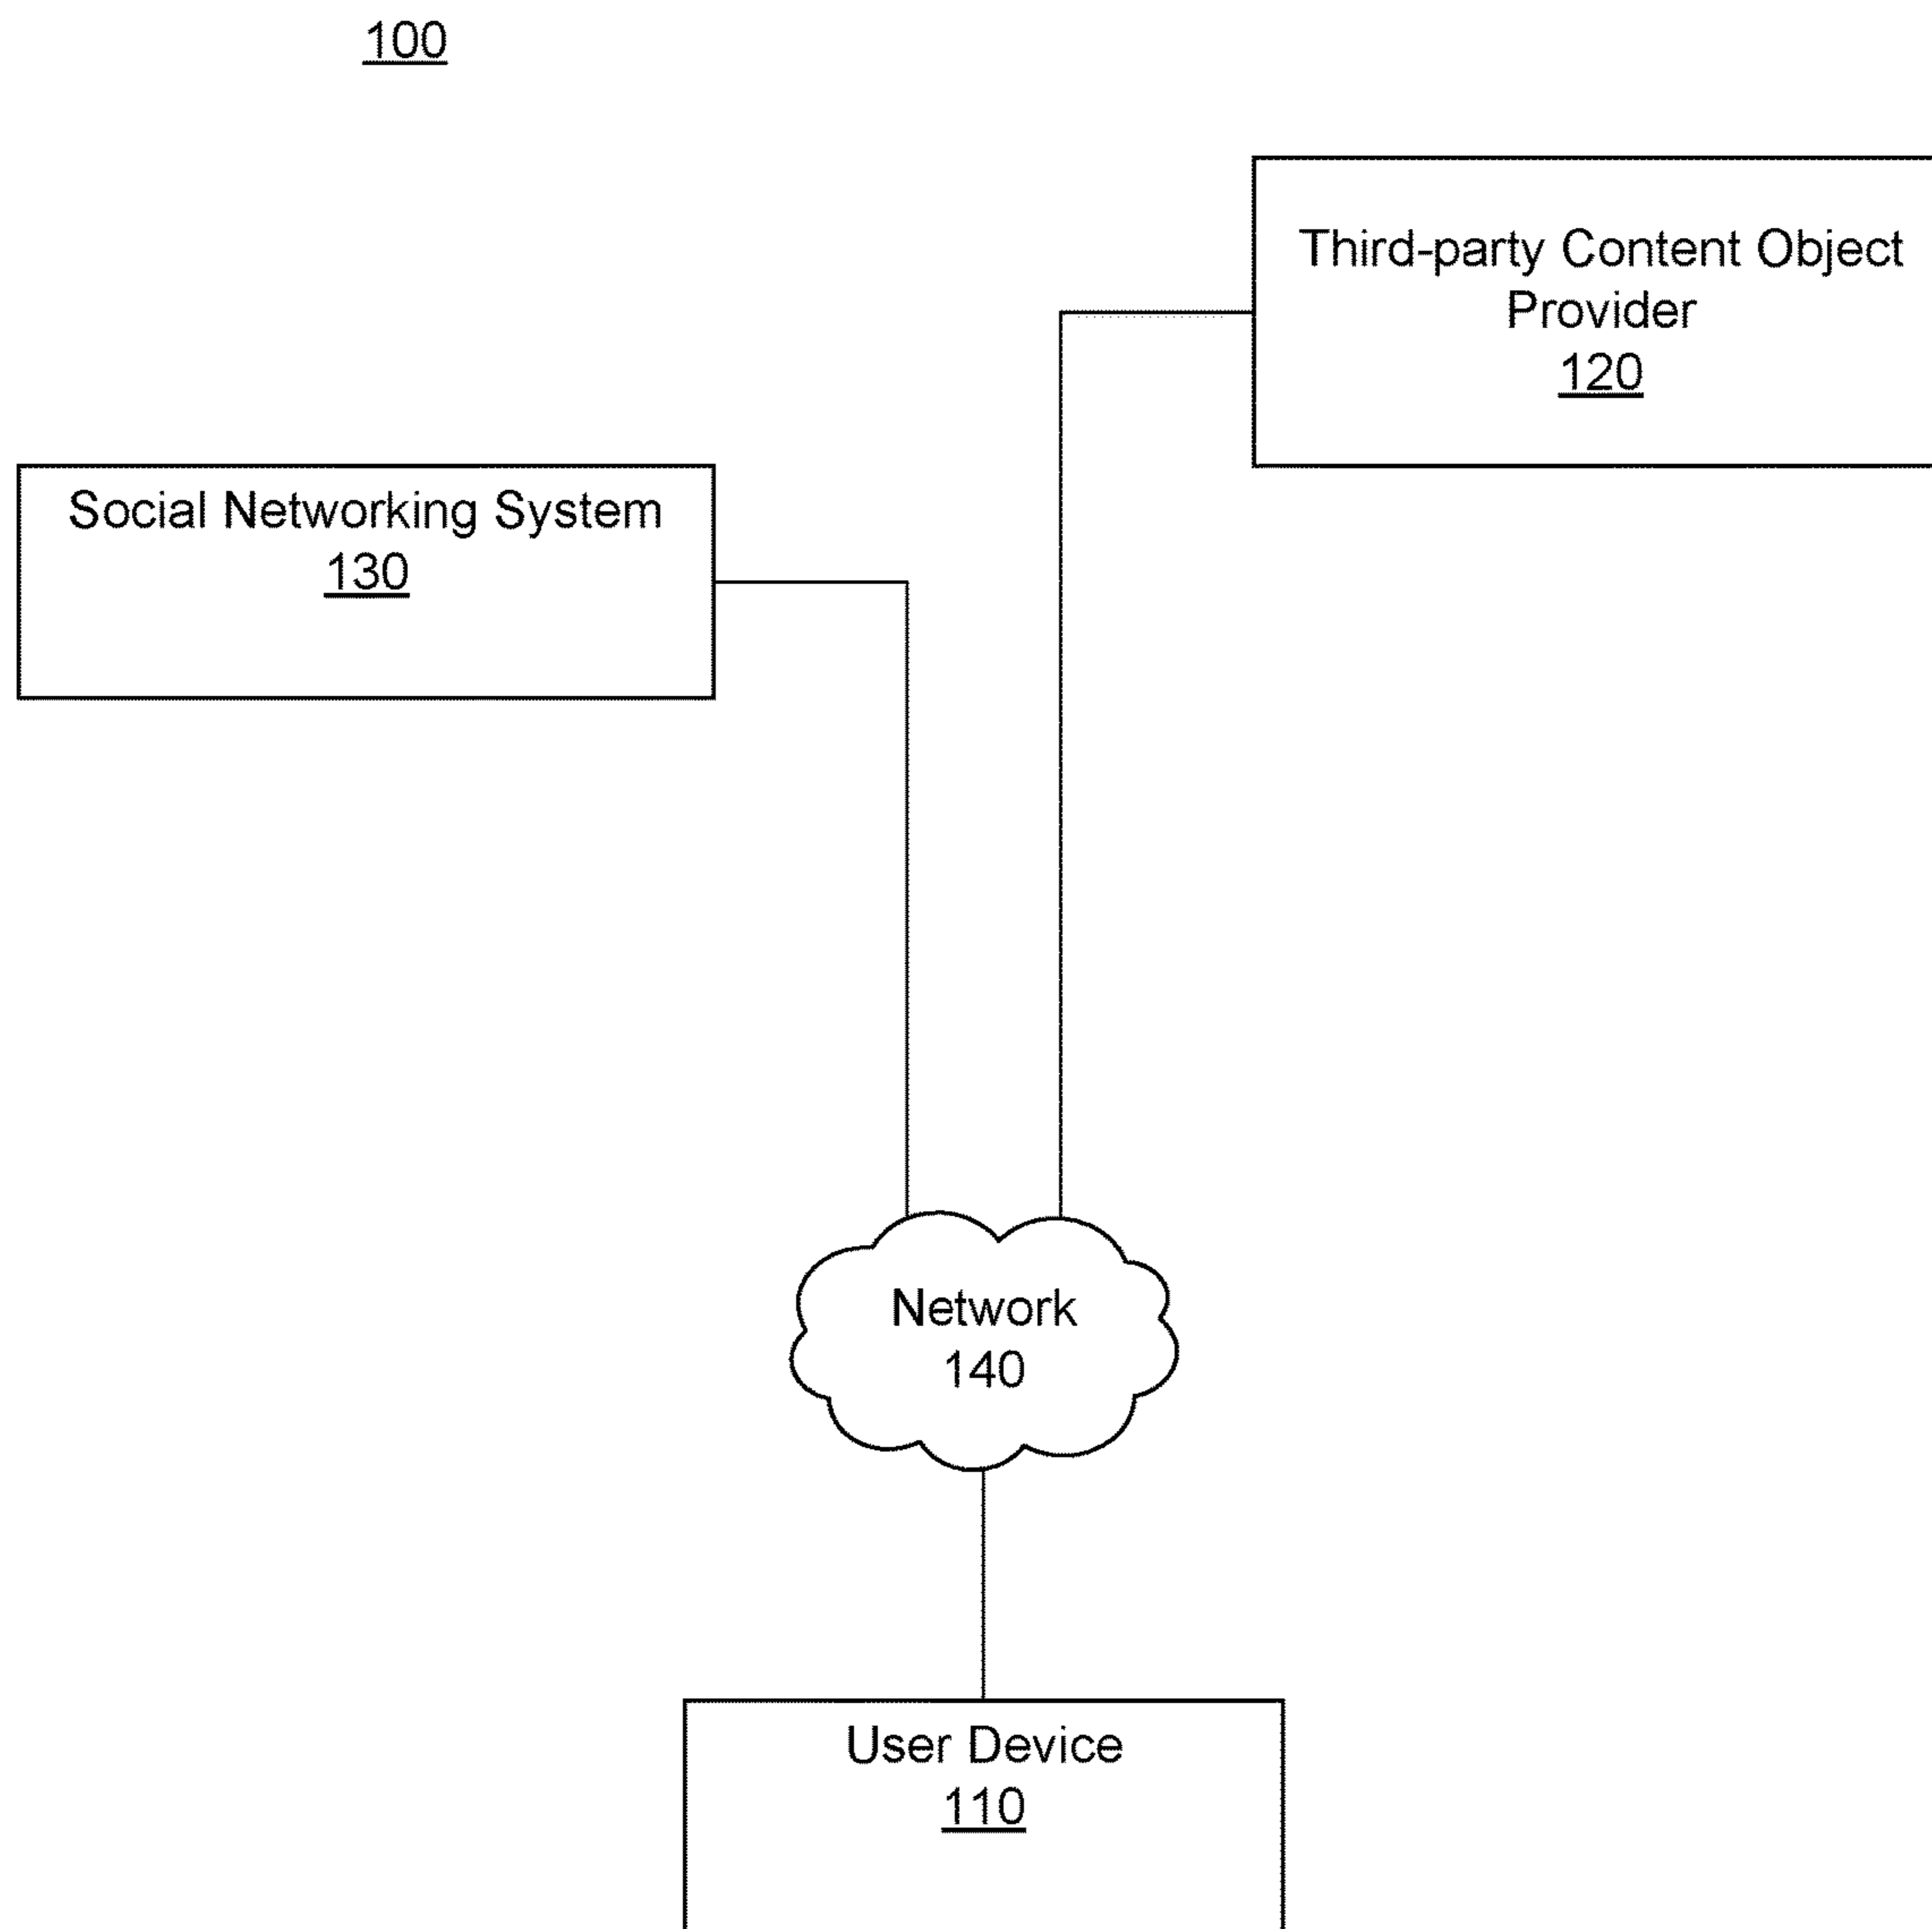 100
Third-party Content Object
Provider
120
Social Networking System
130
Network
140
User Device
110